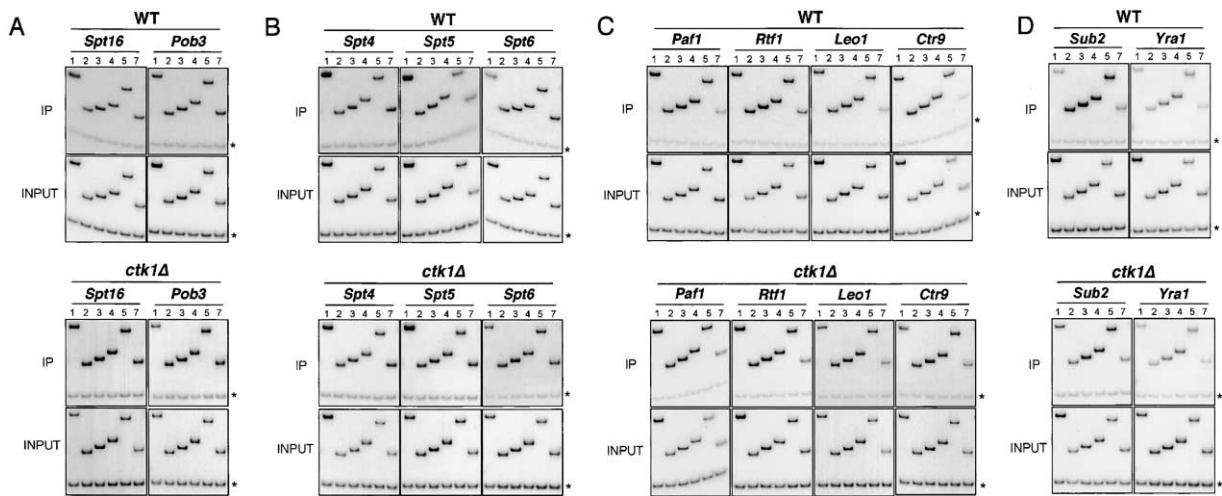 A
WT
Spt16 Pob3
1 2 3 4 5 7 1 2 3 4 5 7
IP
*
INPUT
*
ctk1Δ
Spt16 Pob3
1 2 3 4 5 7 1 2 3 4 5 7
IP
*
INPUT
*
B
WT
Spt4 Spt5 Spt6
1 2 3 4 5 7 1 2 3 4 5 7 1 2 3 4 5 7
IP
*
INPUT
*
ctk1Δ
Spt4 Spt5 Spt6
1 2 3 4 5 7 1 2 3 4 5 7 1 2 3 4 5 7
IP
*
INPUT
*
C
WT
Paf1 Rtf1 Leo1 Ctr9
1 2 3 4 5 7 1 2 3 4 5 7 1 2 3 4 5 7 1 2 3 4 5 7
IP
*
INPUT
*
ctk1Δ
Paf1 Rtf1 Leo1 Ctr9
1 2 3 4 5 7 1 2 3 4 5 7 1 2 3 4 5 7 1 2 3 4 5 7
IP
*
INPUT
*
D
WT
Sub2 Yra1
1 2 3 4 5 7 1 2 3 4 5 7
IP
*
INPUT
*
ctk1Δ
Sub2 Yra1
1 2 3 4 5 7 1 2 3 4 5 7
IP
*
INPUT
*